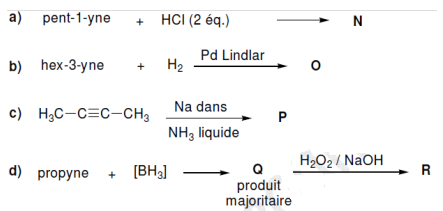 a) pent-1-yne + HCl (2 éq.) N
b) hex-3-yne + H₂ Pd Lindlar O
c) H₃C−C≡C−CH₃ Na dans NH₃ liquide P
d) propyne + [BH₃] Q produit majoritaire H₂O₂ / NaOH R